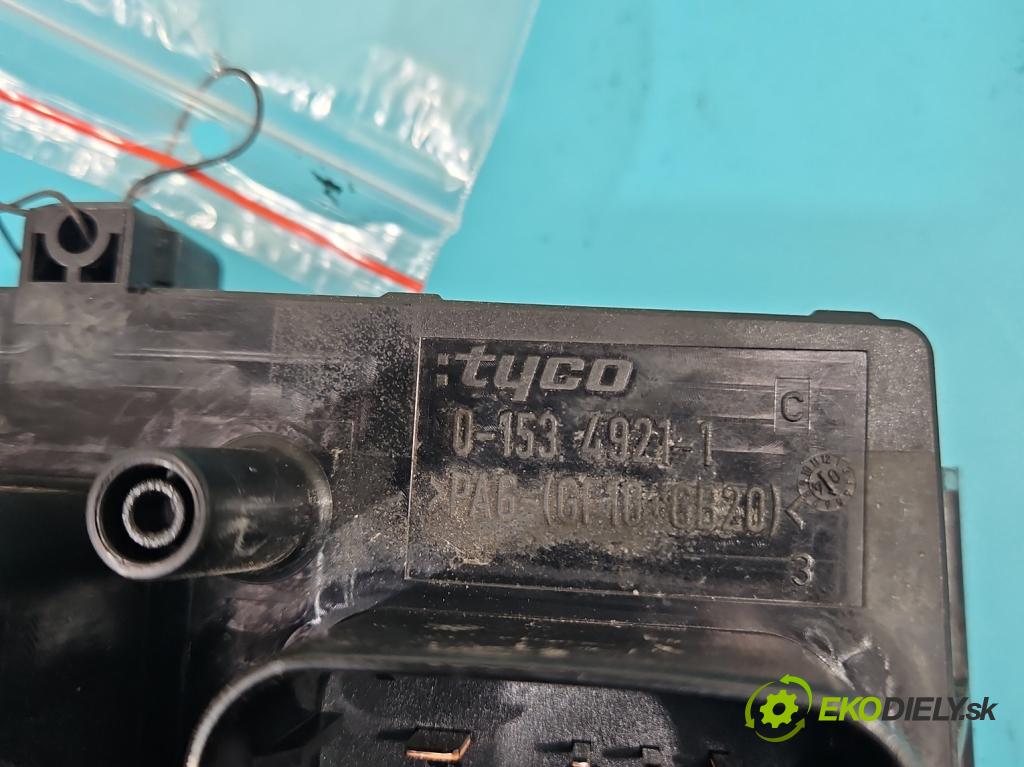 :tyco
C
0-153 4921-1
>PA6-(GF10+GB20)<
3
EKODIELY.sk